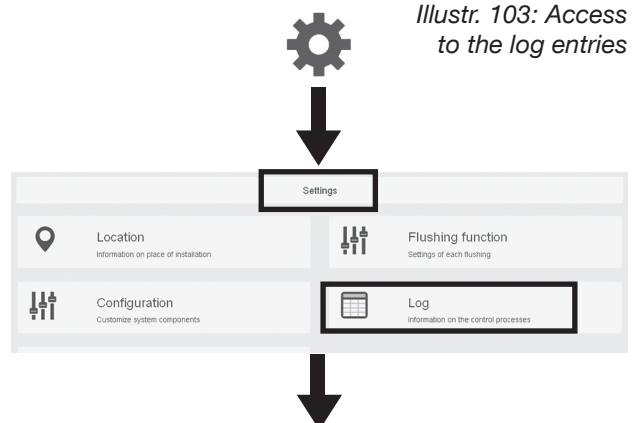 Illustr. 103: Access
to the log entries
Settings
Location
Information on place of installation
Flushing function
Settings of each flushing
Configuration
Customize system components
Log
Information on the control processes